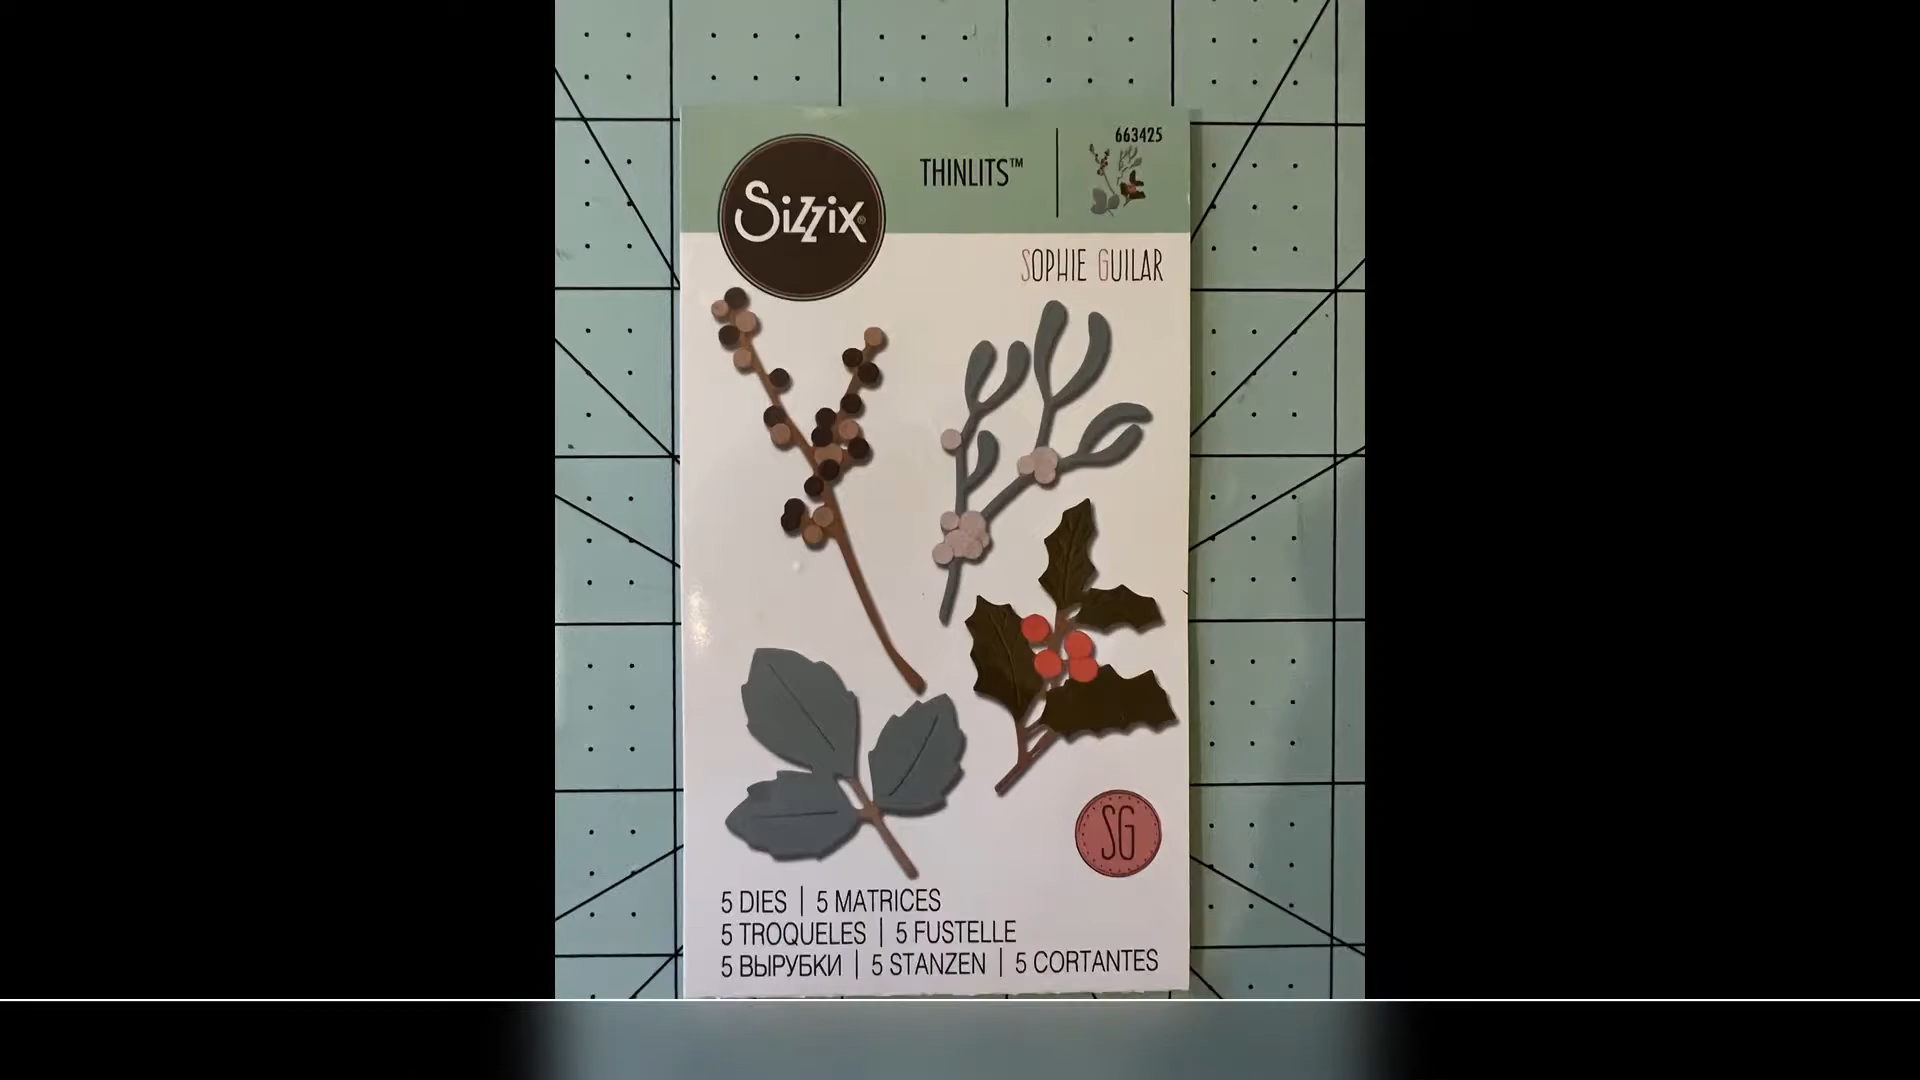 663425
THINLITS™
Sizzix®
SOPHIE GUILAR
SG
5 DIES | 5 MATRICES
5 TROQUELES | 5 FUSTELLE
5 ВЫРУБКИ | 5 STANZEN | 5 CORTANTES